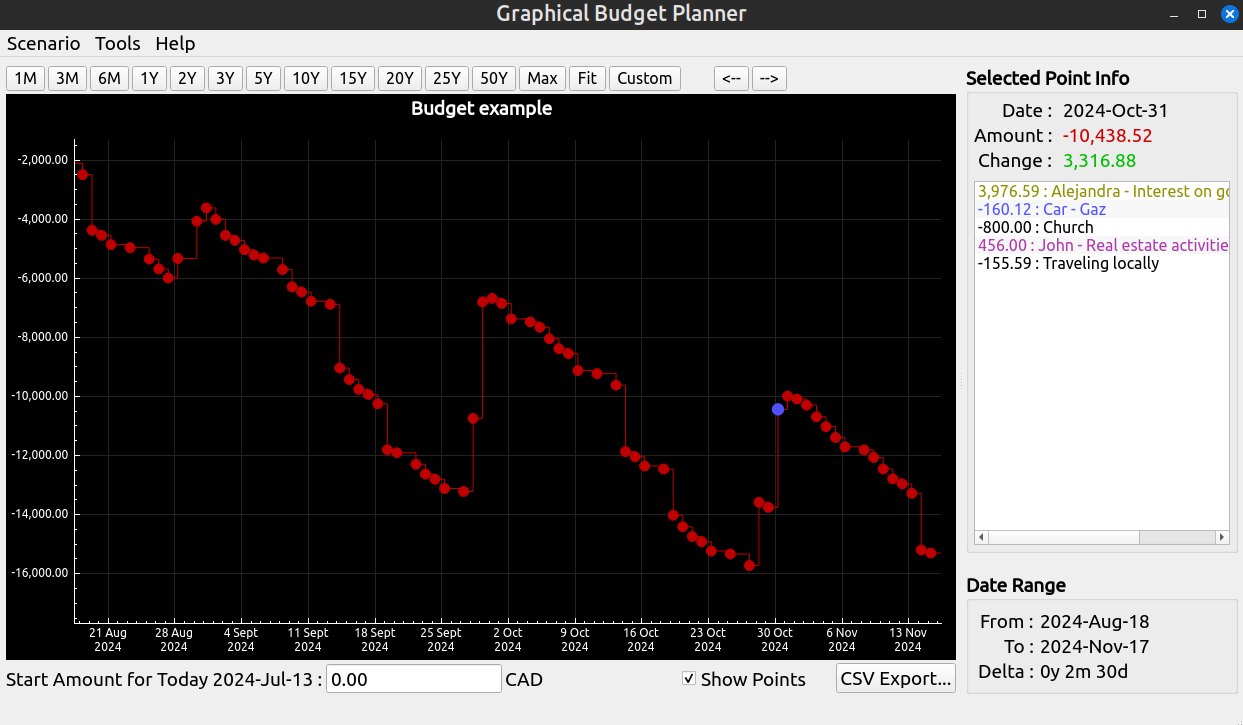 Graphical Budget Planner
Scenario Tools Help
1M 3M 6M 1Y 2Y 3Y 5Y 10Y 15Y 20Y 25Y 50Y Max Fit Custom <-- -->
Budget example
-2,000.00
-4,000.00
-6,000.00
-8,000.00
-10,000.00
-12,000.00
-14,000.00
-16,000.00
21 Aug 28 Aug 4 Sept 11 Sept 18 Sept 25 Sept 2 Oct 9 Oct 16 Oct 23 Oct 30 Oct 6 Nov 13 Nov
2024 2024 2024 2024 2024 2024 2024 2024 2024 2024 2024 2024 2024
Start Amount for Today 2024-Jul-13 : 0.00 CAD Show Points CSV Export...
Selected Point Info
Date : 2024-Oct-31
Amount : -10,438.52
Change : 3,316.88
3,976.59 : Alejandra - Interest on go
-160.12 : Car - Gaz
-800.00 : Church
456.00 : John - Real estate activitie
-155.59 : Traveling locally
Date Range
From : 2024-Aug-18
To : 2024-Nov-17
Delta : 0y 2m 30d